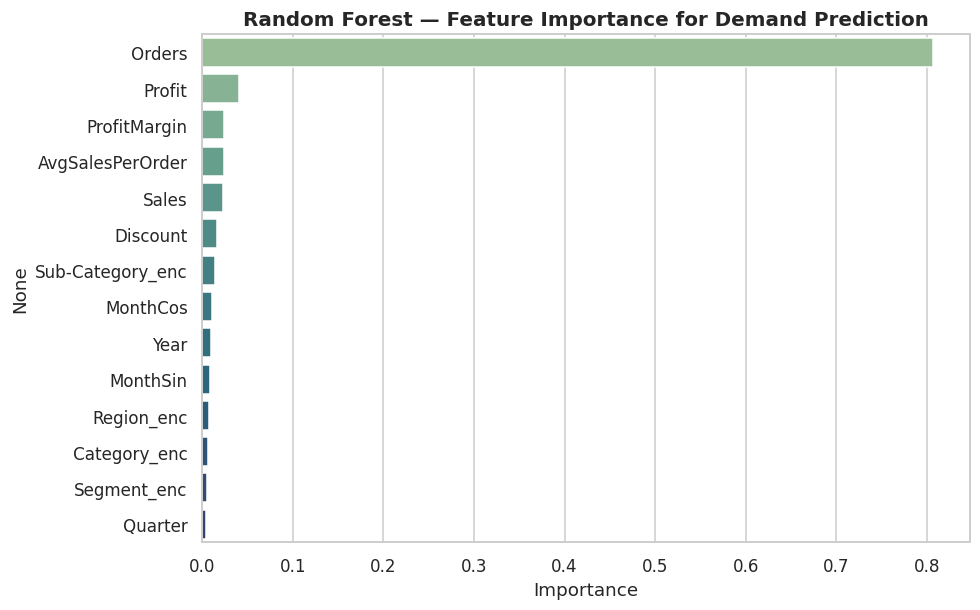 Random Forest — Feature Importance for Demand Prediction
Orders
Profit
ProfitMargin
AvgSalesPerOrder
Sales
Discount
Sub-Category_enc
MonthCos
Year
MonthSin
Region_enc
Category_enc
Segment_enc
Quarter
None
0.0 0.1 0.2 0.3 0.4 0.5 0.6 0.7 0.8
Importance